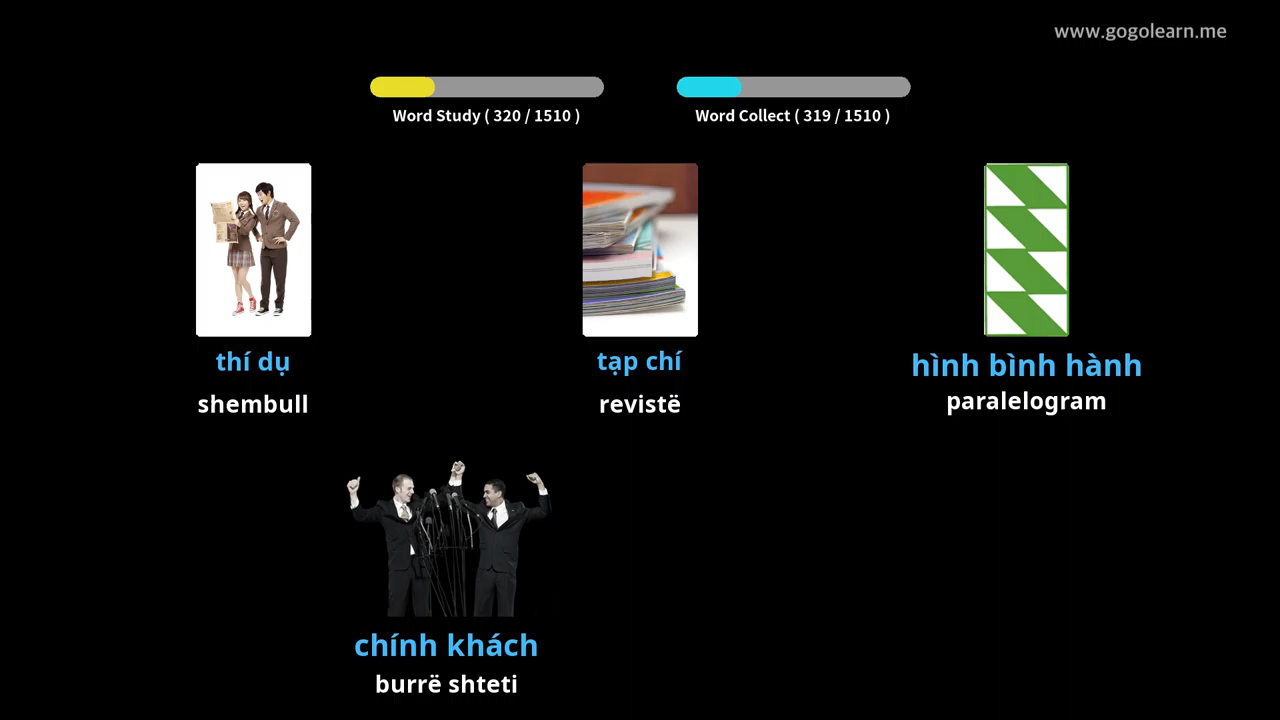 www.gogolearn.me
Word Study ( 320 / 1510 )
Word Collect ( 319 / 1510 )
thí dụ
shembull
tạp chí
revistë
hình bình hành
paralelogram
chính khách
burrë shteti